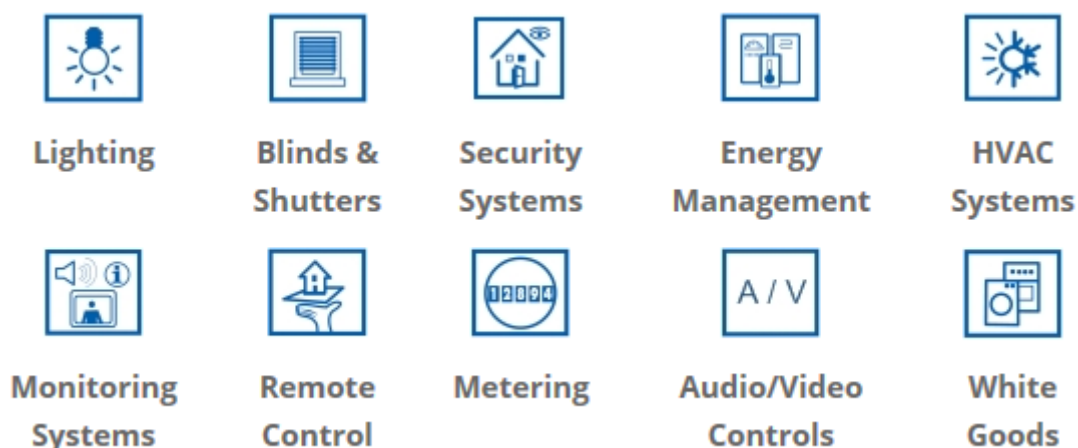 Lighting
Blinds &
Shutters
Security
Systems
Energy
Management
HVAC
Systems
12894
A / V
Monitoring
Systems
Remote
Control
Metering
Audio/Video
Controls
White
Goods